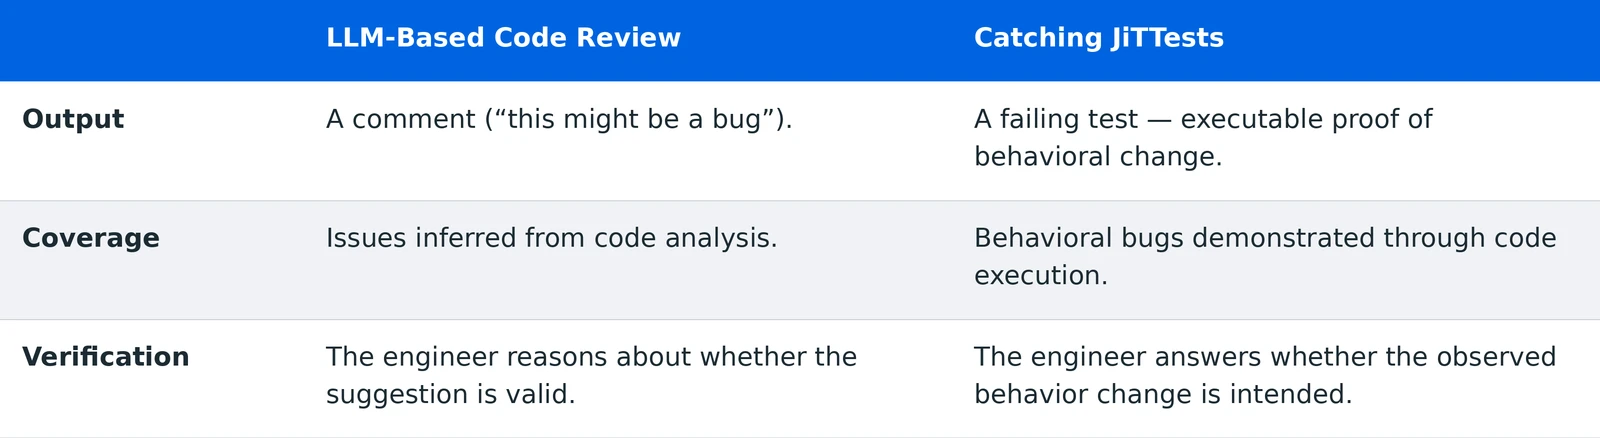 LLM-Based Code Review
Catching JiTTests
Output
A comment (“this might be a bug”).
A failing test — executable proof of
behavioral change.
Coverage
Issues inferred from code analysis.
Behavioral bugs demonstrated through code
execution.
Verification
The engineer reasons about whether the
suggestion is valid.
The engineer answers whether the observed
behavior change is intended.